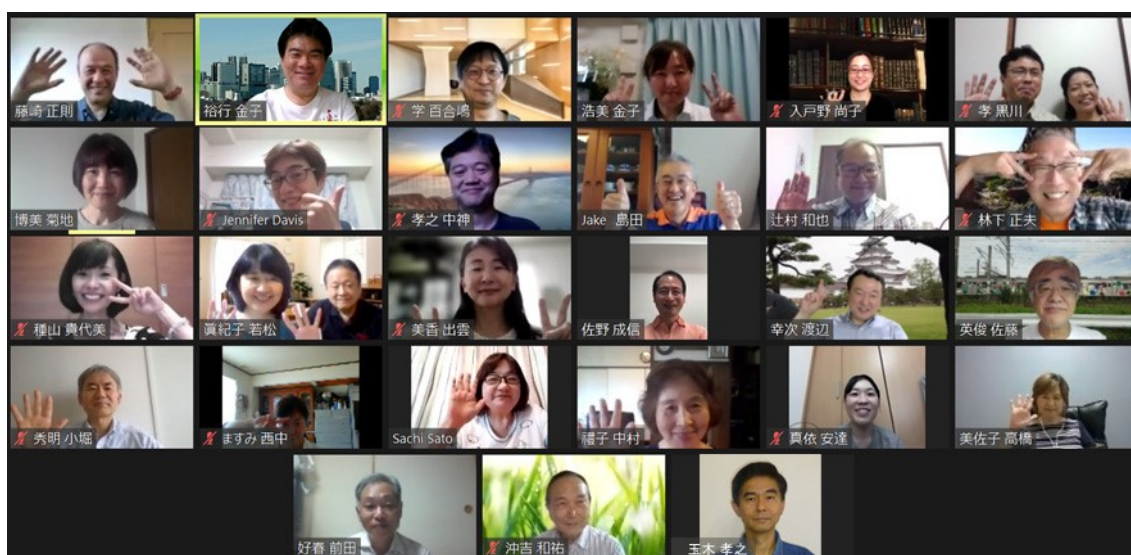 藤崎 正則
裕行 金子
学 百合嶋
浩美 金子
入戸野 尚子
孝 黒川
博美 菊地
Jennifer Davis
孝之 中神
Jake 島田
辻村 和也
林下 正夫
種山 貴代美
眞紀子 若松
美香 出雲
佐野 成信
幸次 渡辺
英俊 佐藤
秀明 小堀
ますみ 西中
Sachi Sato
禮子 中村
真依 安達
美佐子 高橋
好春 前田
沖吉 和祐
玉木 孝之